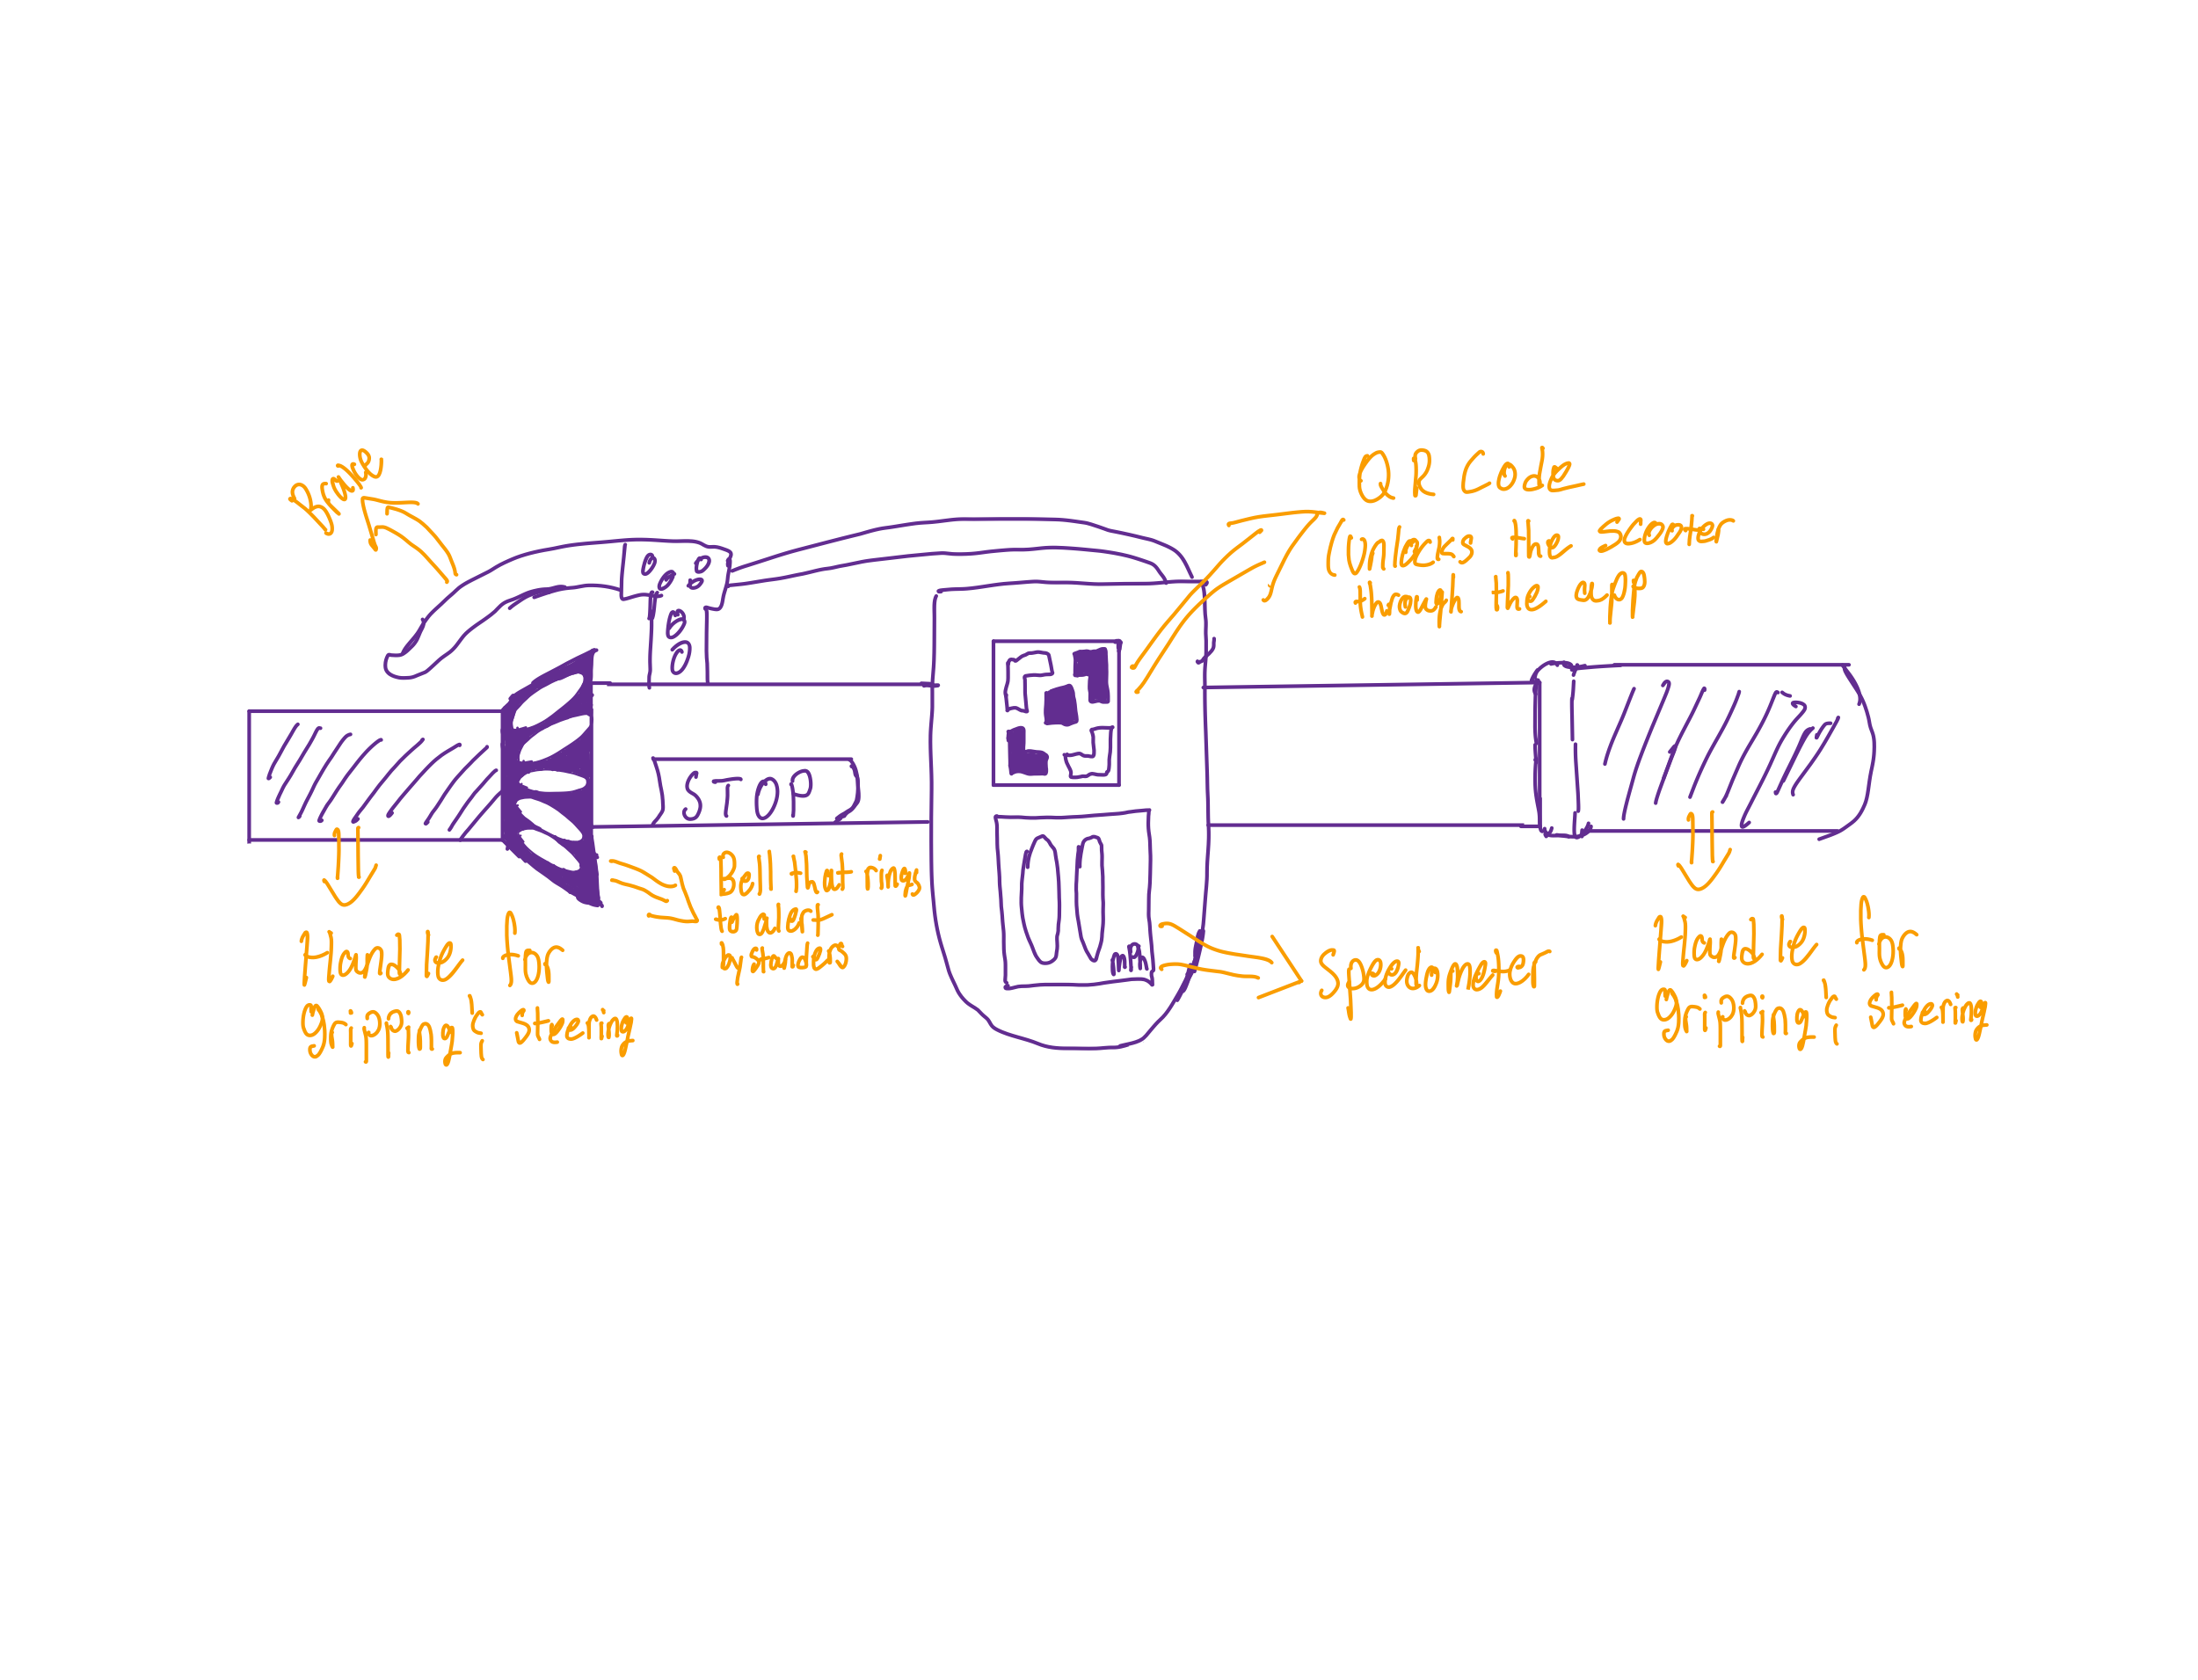 Brake
QR Code
(Unlocks the scooter
through the app)
STOP
Bell that rings
to alert
Handle for
gripping & steering
00
mph
Speedometer
Handle for
gripping & steering